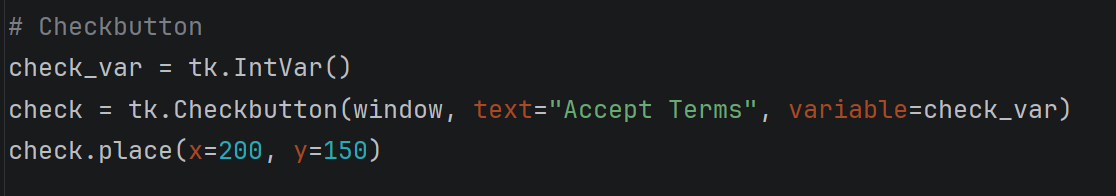 # Checkbutton
check_var = tk.IntVar()
check = tk.Checkbutton(window, text="Accept Terms", variable=check_var)
check.place(x=200, y=150)